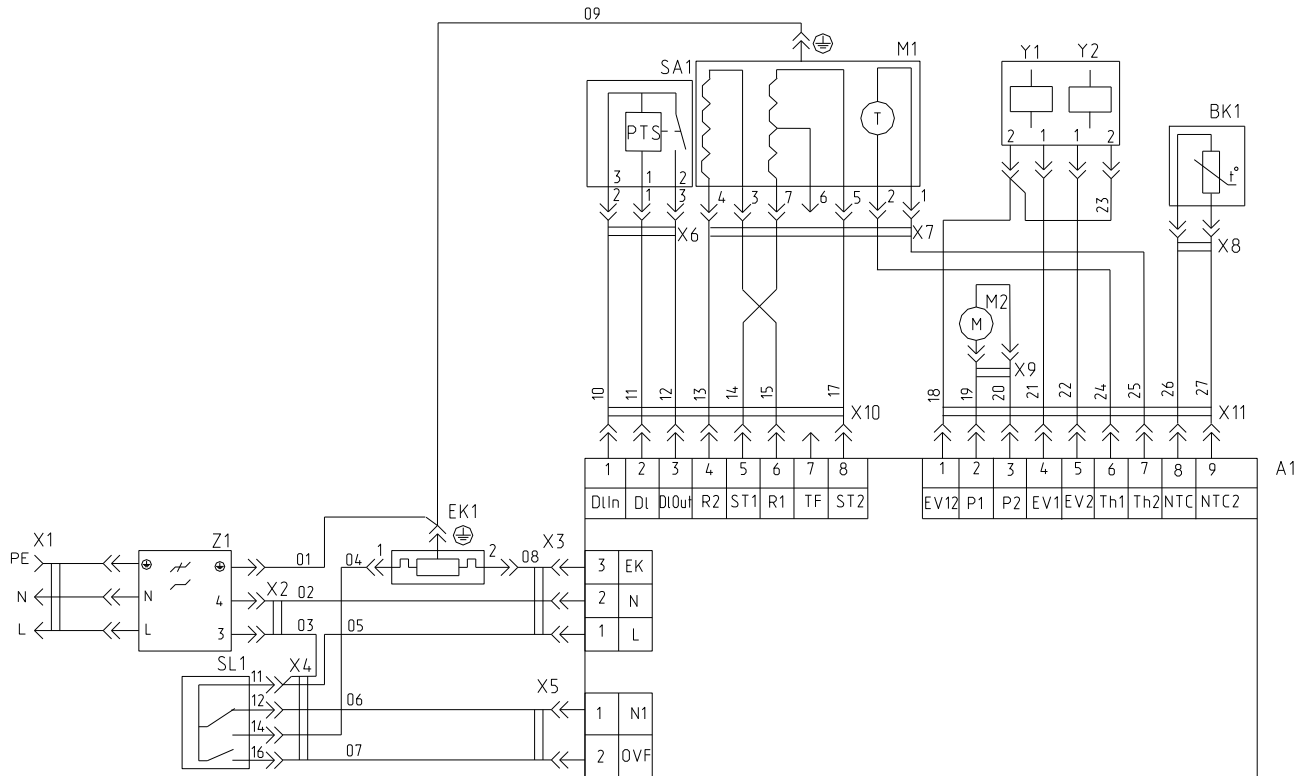 09
M1
Y1 Y2
SA1
BK1
PTS
T
t°
2 1 1 2
3 1 2
2 1 3
4 3 7 6 5 2 1
X6
X7
23
X8
M2
M
X9
10 11 12 13 14 15 17
18 19 20 21 22 24 25 26 27
X10
X11
A1
1 2 3 4 5 6 7 8
DlIn Dl DlOut R2 ST1 R1 TF ST2
1 2 3 4 5 6 7 8 9
EV12 P1 P2 EV1 EV2 Th1 Th2 NTC NTC2
EK1
X1
Z1
X3
PE
01
04
1
2
08
3 EK
N
N
4
X2
02
2 N
L
L
3
03
05
1 L
SL1
X4
X5
11
12
06
1 N1
14
16
07
2 OVF